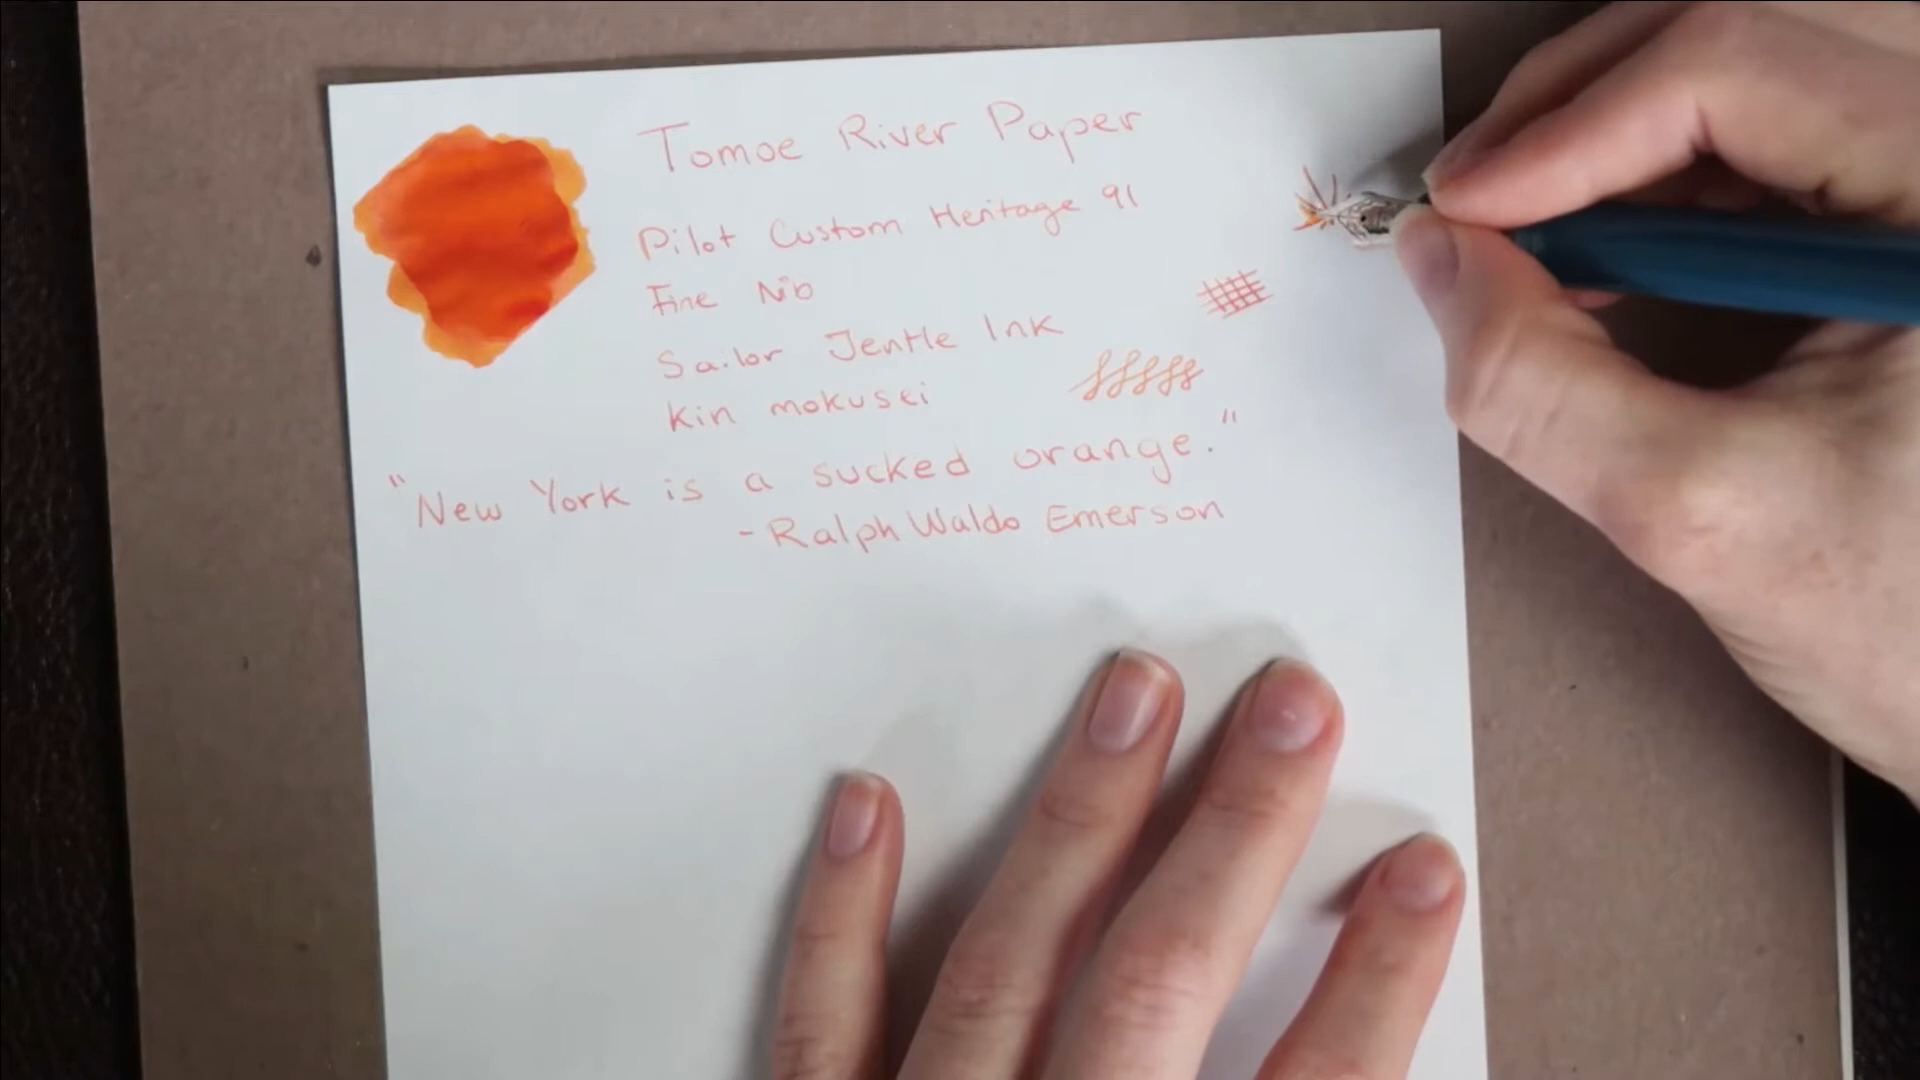 Tomoe River Paper
Pilot Custom Heritage 91
Fine Nib
Sailor Jentle Ink
Kin mokusei
"New York is a sucked orange."
- Ralph Waldo Emerson